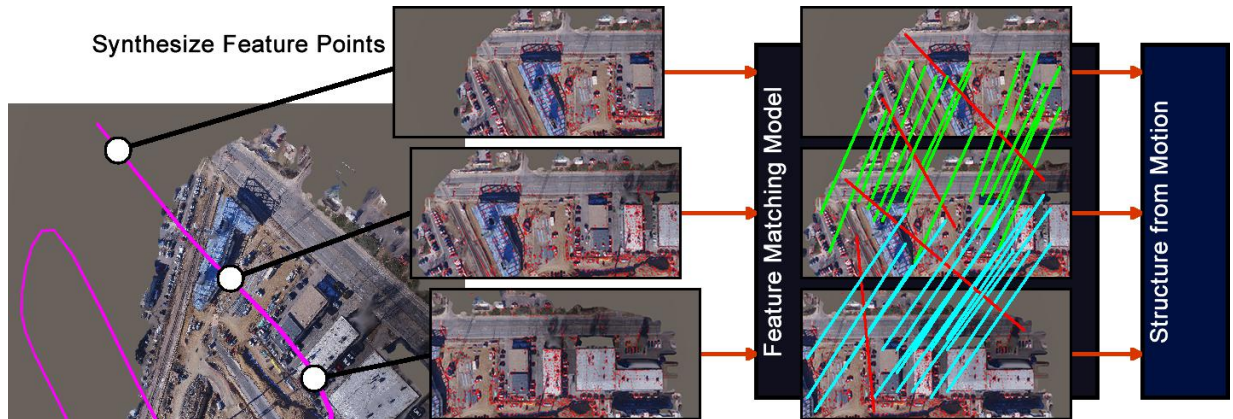 Synthesize Feature Points
Feature Matching Model
Structure from Motion